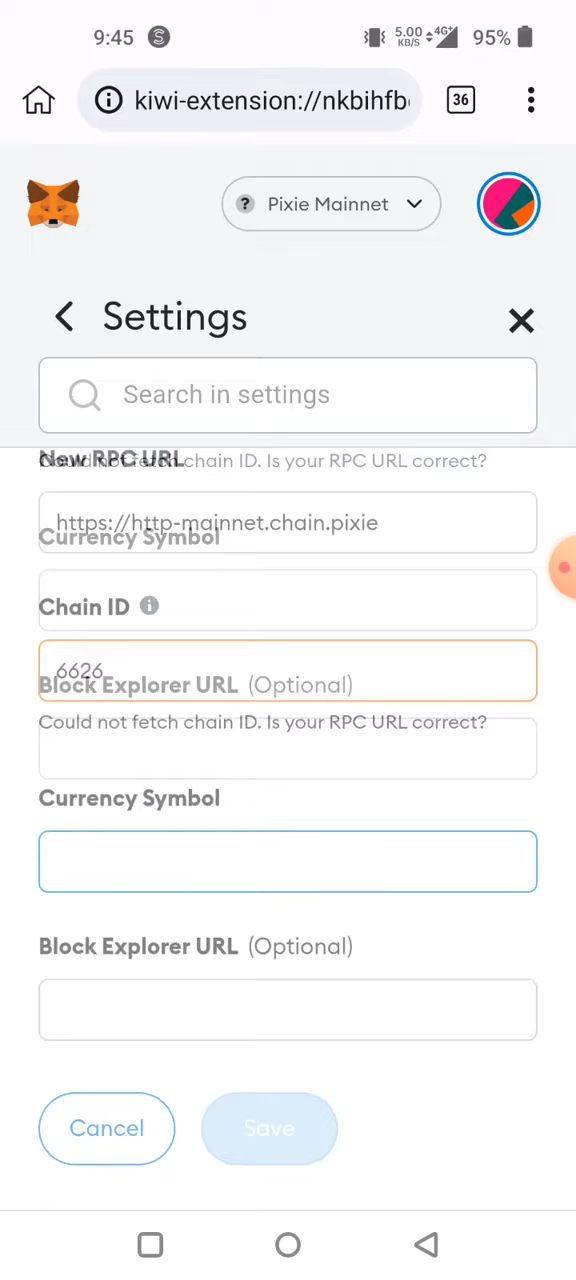 9:45 S 5.00 KB/S 4G+ 95%
kiwi-extension://nkbihfb 36
? Pixie Mainnet
Settings
Search in settings
New RPC URL
Could not fetch chain ID. Is your RPC URL correct?
https://http-mainnet.chain.pixie
Currency Symbol
Chain ID
6626
Block Explorer URL (Optional)
Could not fetch chain ID. Is your RPC URL correct?
Currency Symbol
Block Explorer URL (Optional)
Cancel Save